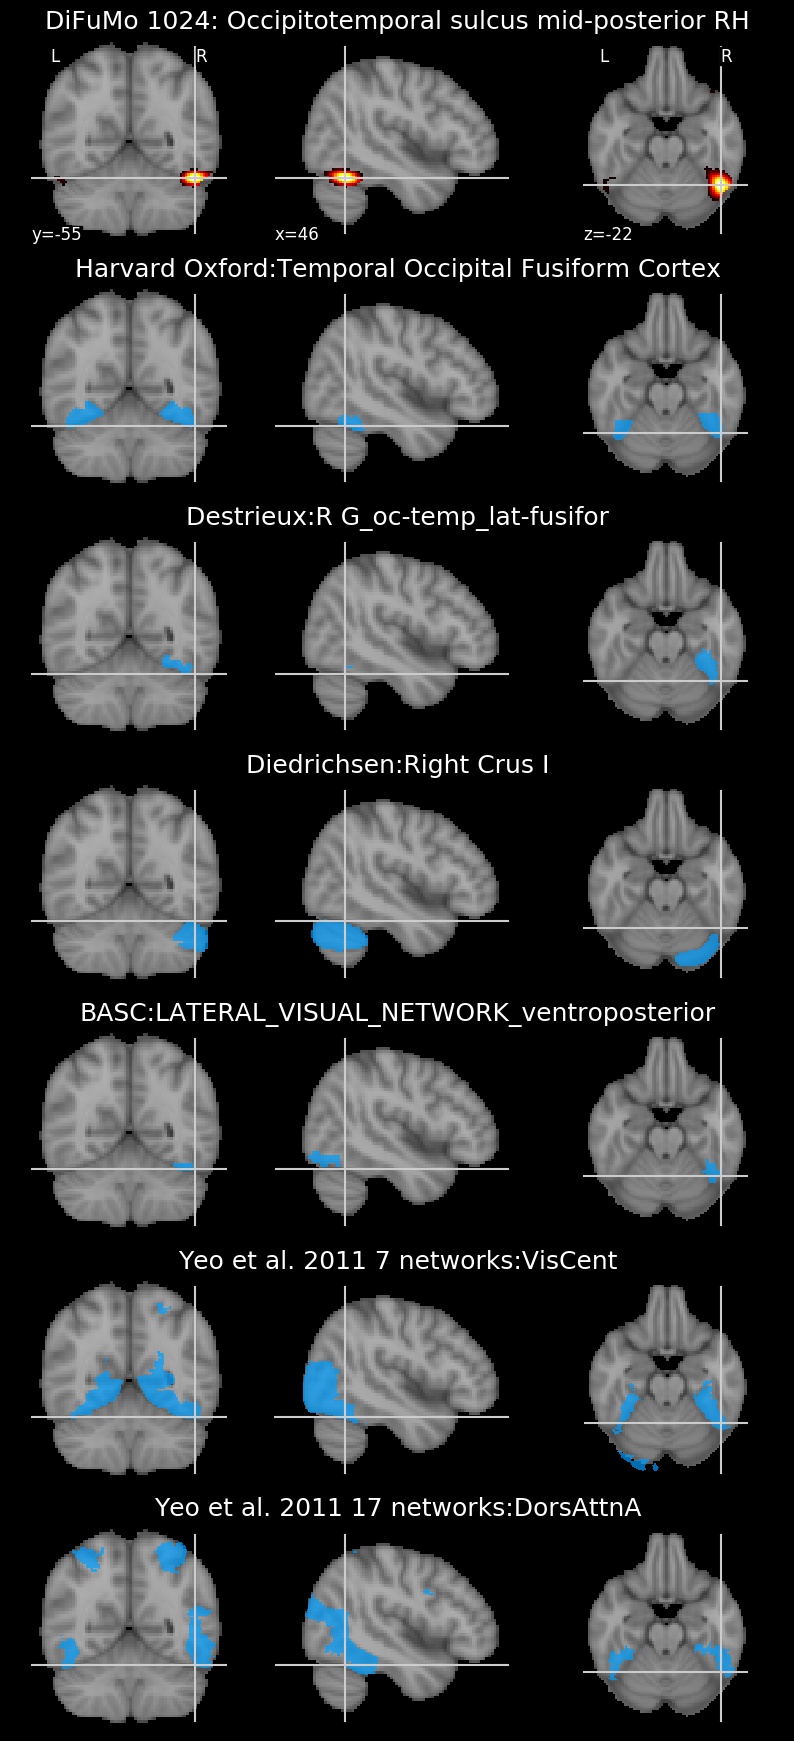 DiFuMo 1024: Occipitotemporal sulcus mid-posterior RH
L R L R
y=-55 x=46 z=-22
Harvard Oxford:Temporal Occipital Fusiform Cortex
Destrieux:R G_oc-temp_lat-fusifor
Diedrichsen:Right Crus I
BASC:LATERAL_VISUAL_NETWORK_ventroposterior
Yeo et al. 2011 7 networks:VisCent
Yeo et al. 2011 17 networks:DorsAttnA